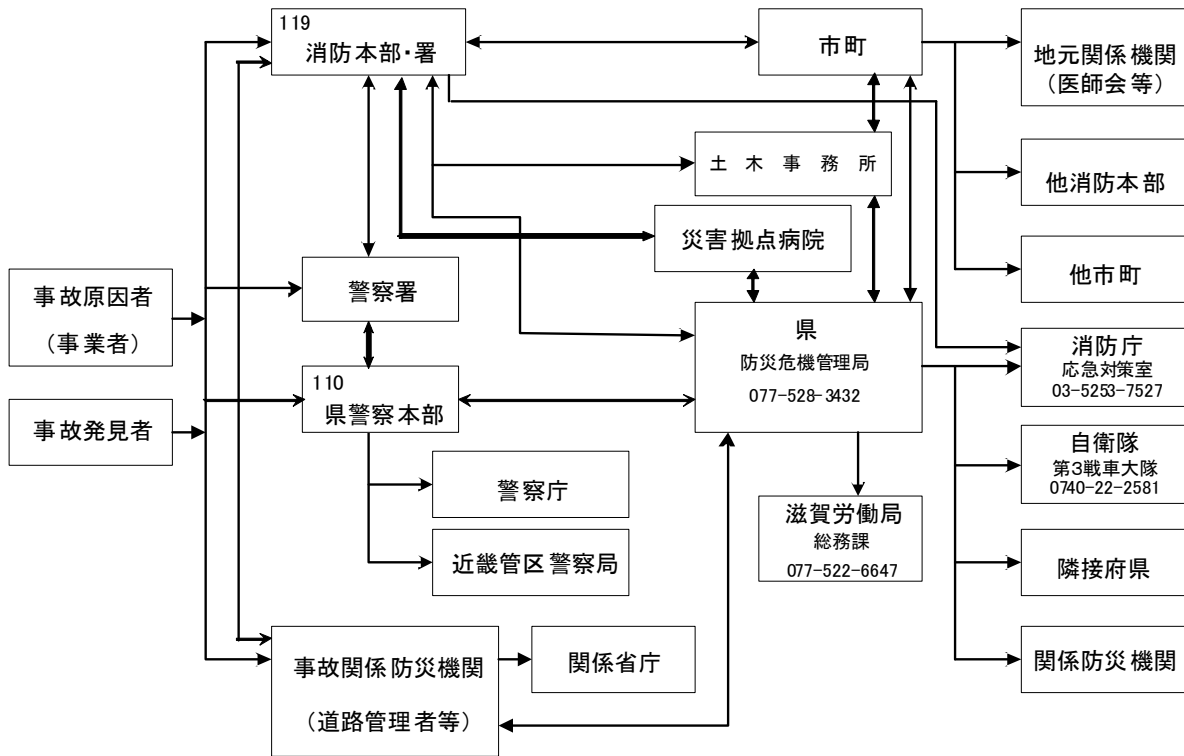 119
消防本部・署
市町
地元関係機関
（医師会等）
土木事務所
他消防本部
災害拠点病院
他市町
事故原因者
（事業者）
警察署
県
防災危機管理局
077-528-3432
消防庁
応急対策室
03-5253-7527
110
県警察本部
事故発見者
自衛隊
第3戦車大隊
0740-22-2581
警察庁
滋賀労働局
総務課
077-522-6647
近畿管区警察局
隣接府県
事故関係防災機関
（道路管理者等）
関係省庁
関係防災機関